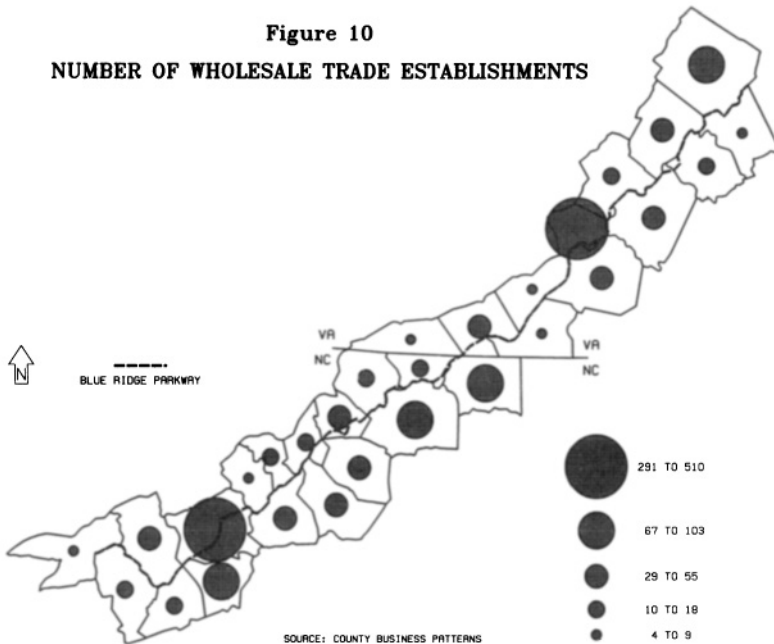 Figure 10
NUMBER OF WHOLESALE TRADE ESTABLISHMENTS
VA
NC
VA
NC
N
BLUE RIDGE PARKWAY
291 TO 510
67 TO 103
29 TO 55
10 TO 18
4 TO 9
SOURCE: COUNTY BUSINESS PATTERNS